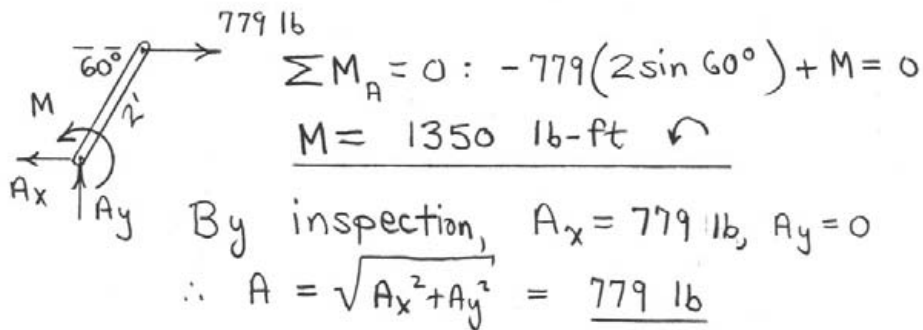 779 lb
60°
2'
M
Ax
Ay
ΣM_A = 0 : -779(2 sin 60°) + M = 0
M = 1350 lb-ft ↶
By inspection, Ax = 779 lb, Ay = 0
∴ A = √(Ax² + Ay²) = 779 lb